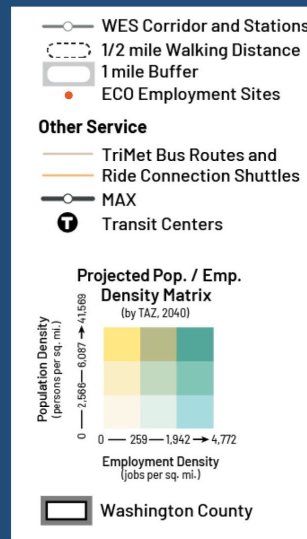 WES Corridor and Stations
1/2 mile Walking Distance
1 mile Buffer
ECO Employment Sites
Other Service
TriMet Bus Routes and
Ride Connection Shuttles
MAX
T Transit Centers
Projected Pop. / Emp.
Density Matrix
(by TAZ, 2040)
Population Density
(persons per sq. mi.)
0 — 2,566 — 6,087 → 41,569
0 — 259 — 1,942 → 4,772
Employment Density
(jobs per sq. mi.)
Washington County